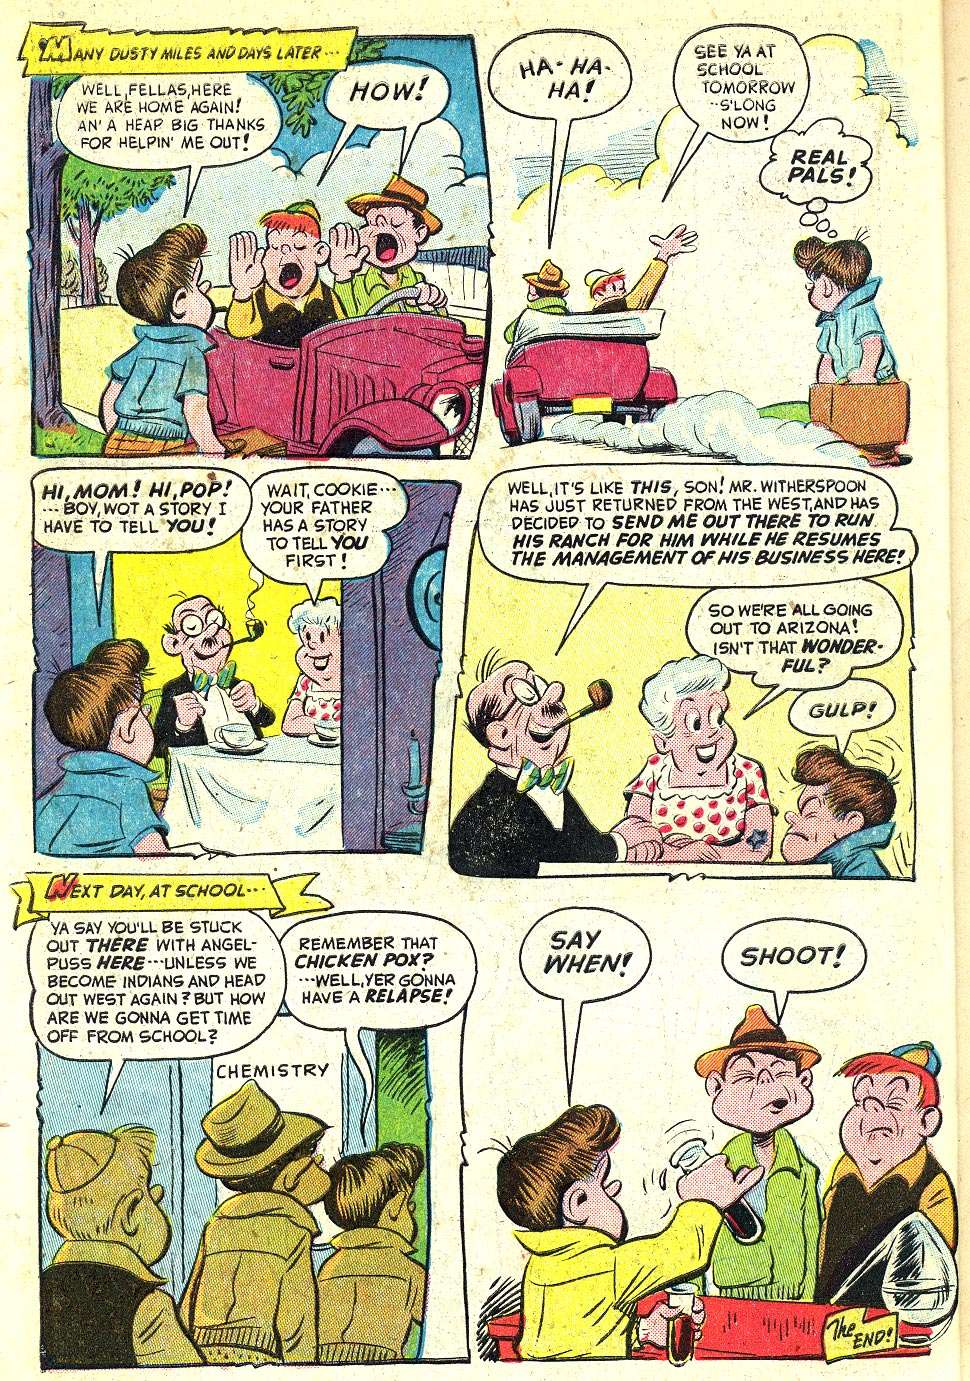 MANY DUSTY MILES AND DAYS LATER...
WELL, FELLAS, HERE
WE ARE HOME AGAIN!
AN' A HEAP BIG THANKS
FOR HELPIN' ME OUT!
HOW!
HA-HA-
HA!
SEE YA AT
SCHOOL
TOMORROW
--S'LONG
NOW!
REAL
PALS!
HI, MOM! HI, POP!
... BOY, WOT A STORY I
HAVE TO TELL YOU!
WAIT, COOKIE...
YOUR FATHER
HAS A STORY
TO TELL YOU
FIRST!
WELL, IT'S LIKE THIS, SON! MR. WITHERSPOON
HAS JUST RETURNED FROM THE WEST, AND HAS
DECIDED TO SEND ME OUT THERE TO RUN
HIS RANCH FOR HIM WHILE HE RESUMES
THE MANAGEMENT OF HIS BUSINESS HERE!
SO WE'RE ALL GOING
OUT TO ARIZONA!
ISN'T THAT WONDER-
FUL?
GULP!
NEXT DAY, AT SCHOOL...
YA SAY YOU'LL BE STUCK
OUT THERE WITH ANGEL-
PUSS HERE...UNLESS WE
BECOME INDIANS AND HEAD
OUT WEST AGAIN? BUT HOW
ARE WE GONNA GET TIME
OFF FROM SCHOOL?
REMEMBER THAT
CHICKEN POX?
...WELL, YER GONNA
HAVE A RELAPSE!
CHEMISTRY
SAY
WHEN!
SHOOT!
The
END!